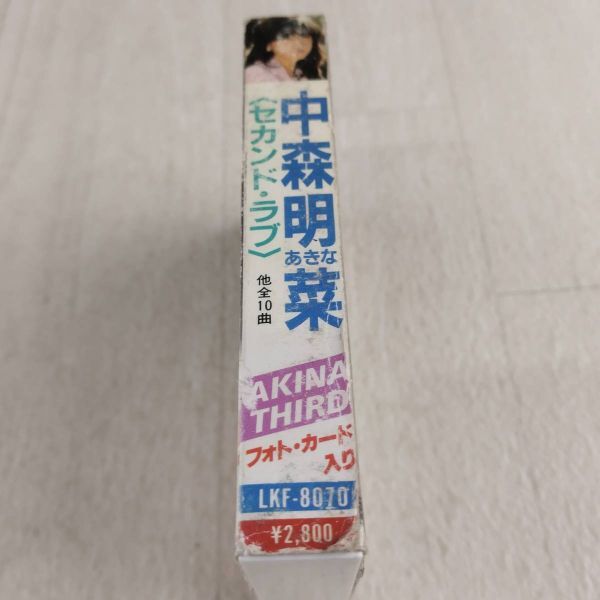 中森明菜
あきな
〈セカンド・ラブ〉
他全10曲
AKINA
THIRD
フォト・カード
入り
LKF-8070
¥2,800